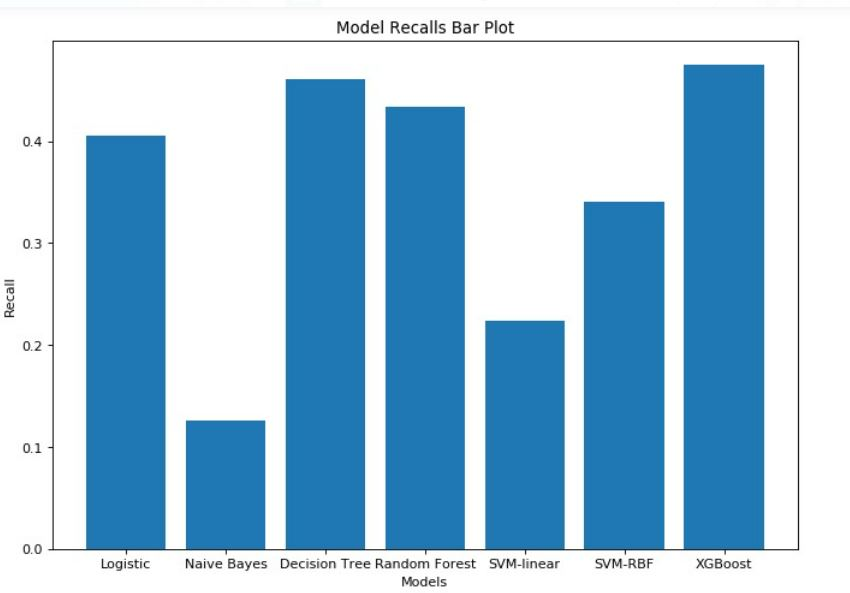 Model Recalls Bar Plot
0.4
0.3
0.2
0.1
0.0
Recall
Logistic Naive Bayes Decision Tree Random Forest SVM-linear SVM-RBF XGBoost
Models